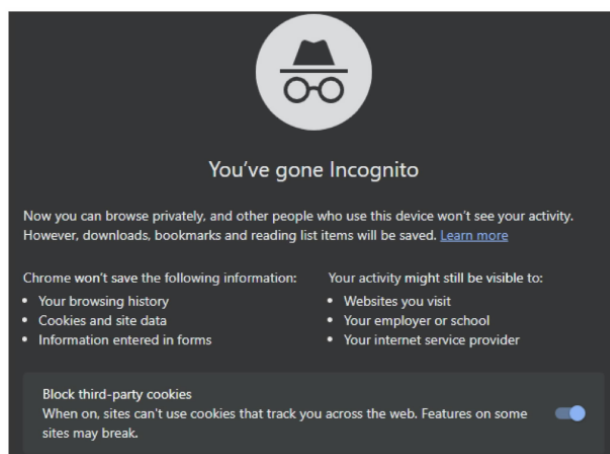 You've gone Incognito
Now you can browse privately, and other people who use this device won't see your activity.
However, downloads, bookmarks and reading list items will be saved. Learn more
Chrome won't save the following information:
• Your browsing history
• Cookies and site data
• Information entered in forms
Your activity might still be visible to:
• Websites you visit
• Your employer or school
• Your internet service provider
Block third-party cookies
When on, sites can't use cookies that track you across the web. Features on some
sites may break.